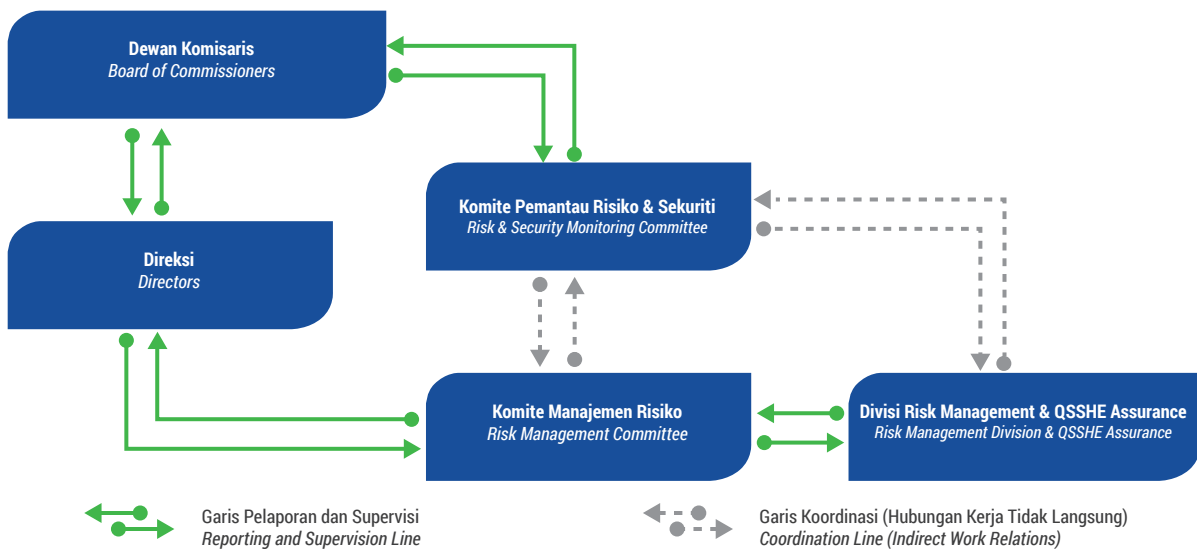 Dewan Komisaris
Board of Commissioners
Komite Pemantau Risiko & Sekuriti
Risk & Security Monitoring Committee
Direksi
Directors
Komite Manajemen Risiko
Risk Management Committee
Divisi Risk Management & QSSHE Assurance
Risk Management Division & QSSHE Assurance
Garis Pelaporan dan Supervisi
Reporting and Supervision Line
Garis Koordinasi (Hubungan Kerja Tidak Langsung)
Coordination Line (Indirect Work Relations)